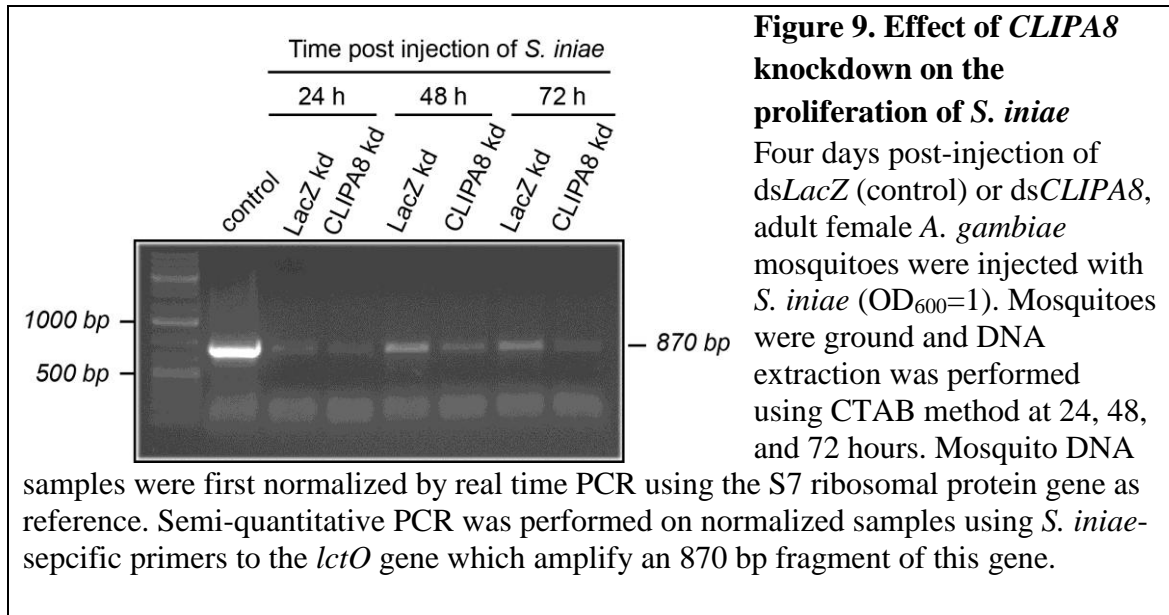 Time post injection of S. iniae
24 h 48 h 72 h
control LacZ kd CLIPA8 kd LacZ kd CLIPA8 kd LacZ kd CLIPA8 kd
1000 bp
870 bp
500 bp
Figure 9. Effect of CLIPA8
knockdown on the
proliferation of S. iniae
Four days post-injection of
dsLacZ (control) or dsCLIPA8,
adult female A. gambiae
mosquitoes were injected with
S. iniae (OD600=1). Mosquitoes
were ground and DNA
extraction was performed
using CTAB method at 24, 48,
and 72 hours. Mosquito DNA
samples were first normalized by real time PCR using the S7 ribosomal protein gene as
reference. Semi-quantitative PCR was performed on normalized samples using S. iniae-
sepcific primers to the lctO gene which amplify an 870 bp fragment of this gene.